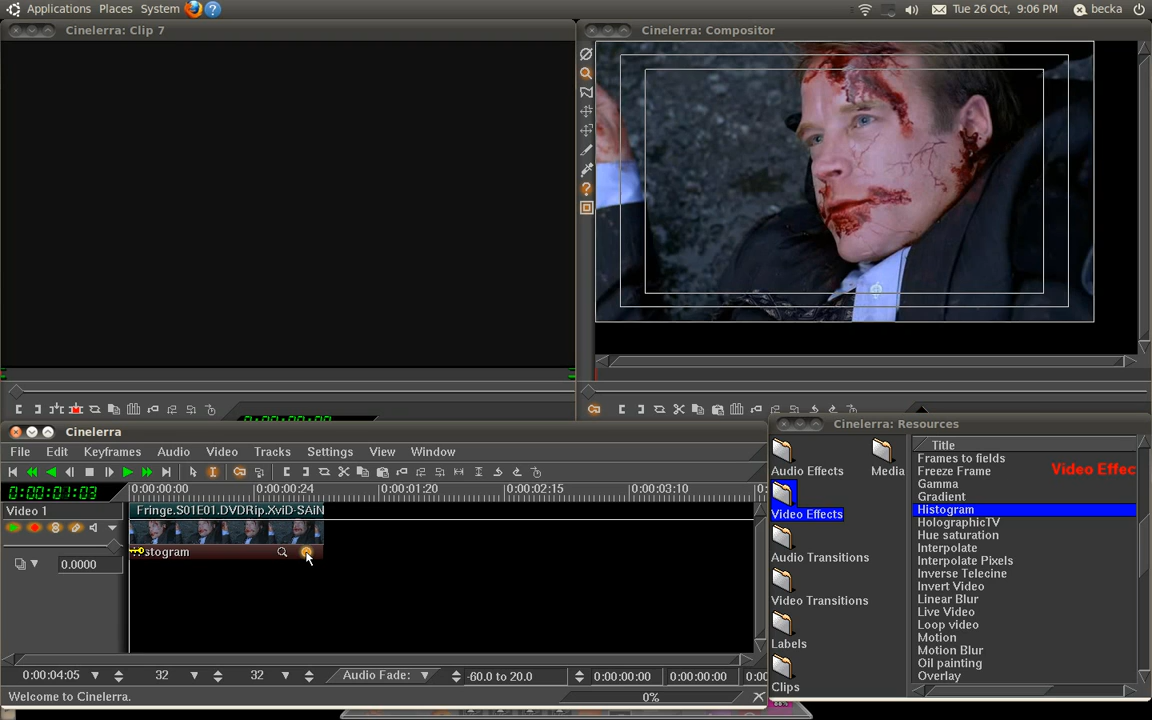 Applications Places System
Tue 26 Oct, 9:06 PM
becka
Cinelerra: Clip 7
Cinelerra: Compositor
Cinelerra
File Edit Keyframes Audio Video Tracks Settings View Window
0:00:01:03
0:00:00:00 0:00:00:24 0:00:01:20 0:00:02:15 0:00:03:10 0:
Video 1
Fringe.S01E01.DVDRip.XviD-SAiN
Histogram
0.0000
0:00:04:05
32
32
Audio Fade:
-60.0 to 20.0
0:00:00:00
0:00:00:00
0:00
Welcome to Cinelerra.
0%
Cinelerra: Resources
Audio Effects
Media
Video Effects
Audio Transitions
Video Transitions
Labels
Clips
Title
Frames to fields
Freeze Frame
Gamma
Gradient
Histogram
HolographicTV
Hue saturation
Interpolate
Interpolate Pixels
Inverse Telecine
Invert Video
Linear Blur
Live Video
Loop video
Motion
Motion Blur
Oil painting
Overlay
Video Effec